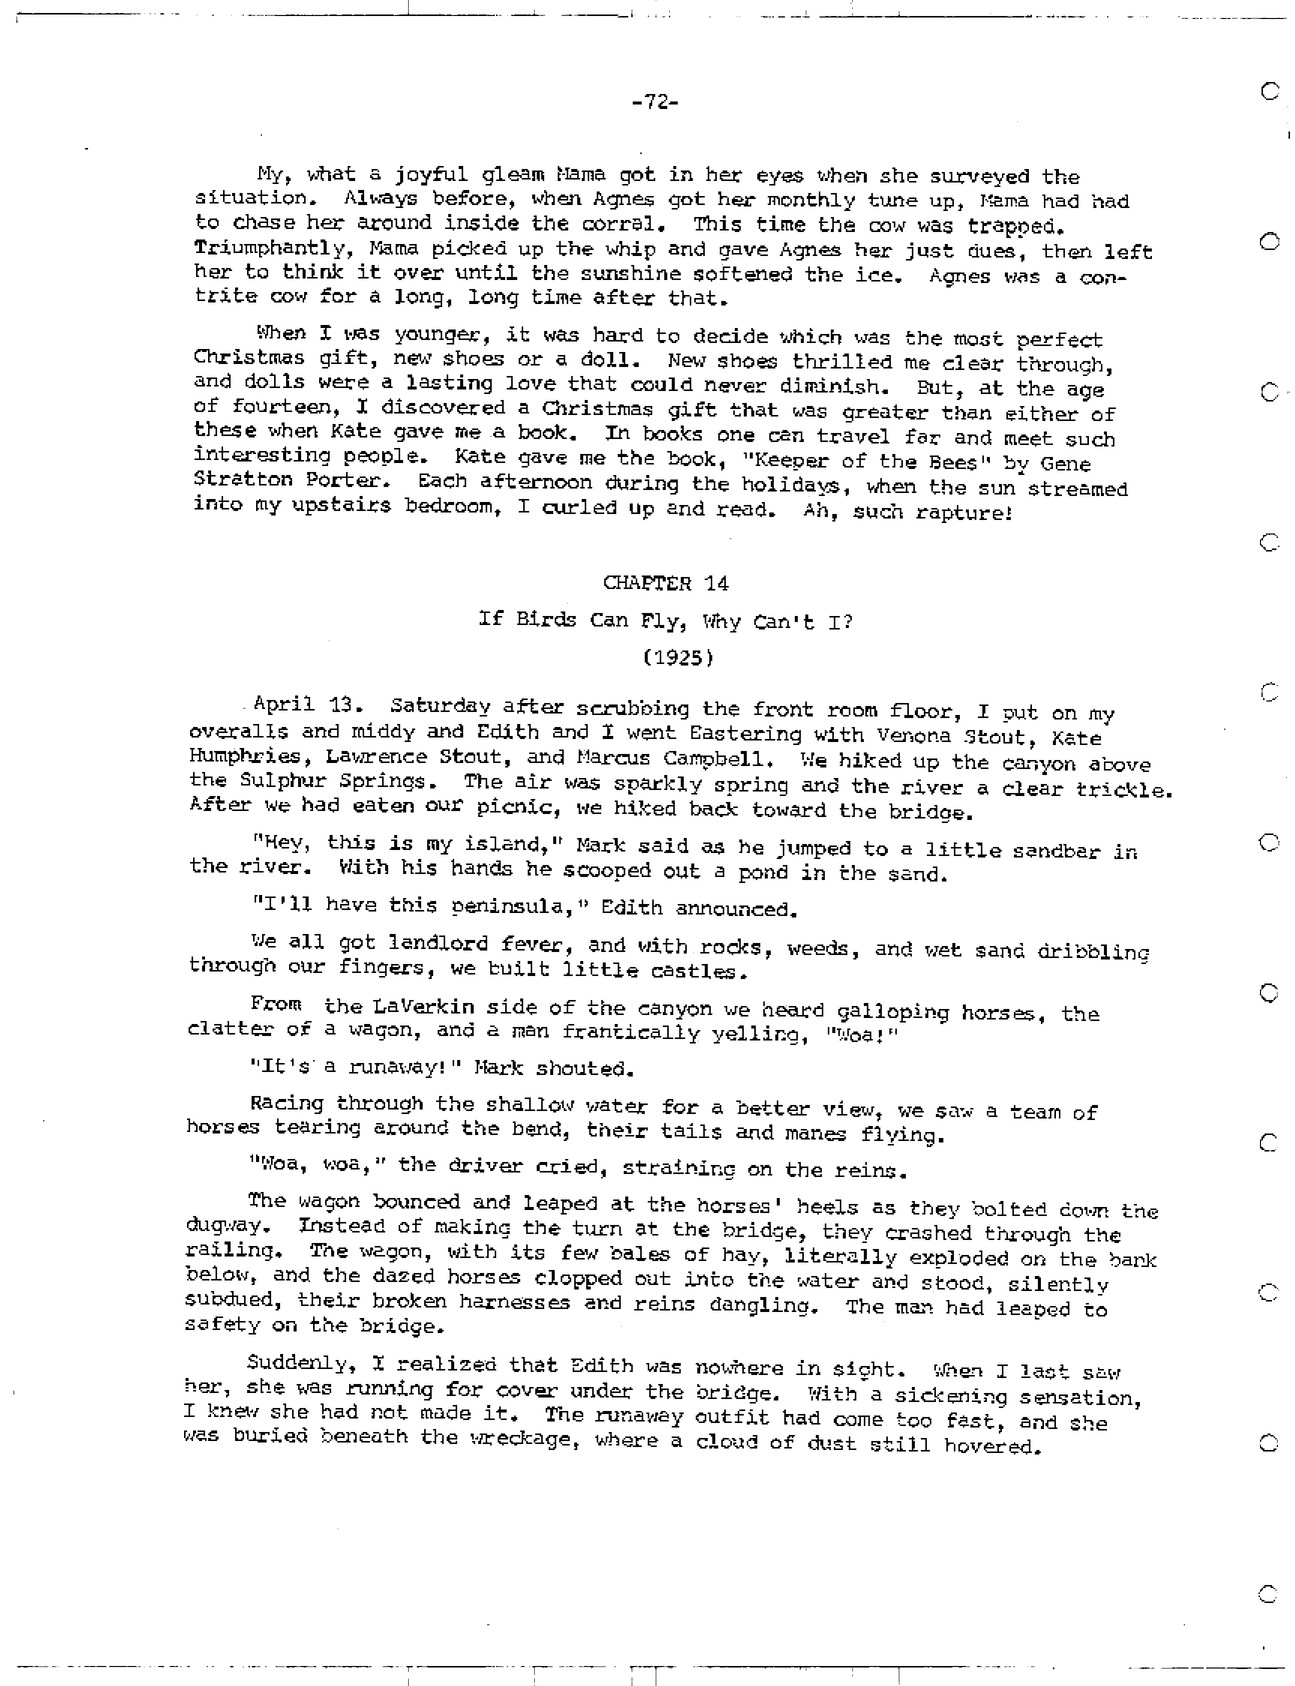 -72-
My, what a joyful gleam Mama got in her eyes when she surveyed the
situation. Always before, when Agnes got her monthly tune up, Mama had had
to chase her around inside the corral. This time the cow was trapped.
Triumphantly, Mama picked up the whip and gave Agnes her just dues, then left
her to think it over until the sunshine softened the ice. Agnes was a con-
trite cow for a long, long time after that.
When I was younger, it was hard to decide which was the most perfect
Christmas gift, new shoes or a doll. New shoes thrilled me clear through,
and dolls were a lasting love that could never diminish. But, at the age
of fourteen, I discovered a Christmas gift that was greater than either of
these when Kate gave me a book. In books one can travel far and meet such
interesting people. Kate gave me the book, "Keeper of the Bees" by Gene
Stratton Porter. Each afternoon during the holidays, when the sun streamed
into my upstairs bedroom, I curled up and read. Ah, such rapture!
CHAPTER 14
If Birds Can Fly, Why Can't I?
(1925)
April 13. Saturday after scrubbing the front room floor, I put on my
overalls and middy and Edith and I went Eastering with Venona Stout, Kate
Humphries, Lawrence Stout, and Marcus Campbell. We hiked up the canyon above
the Sulphur Springs. The air was sparkly spring and the river a clear trickle.
After we had eaten our picnic, we hiked back toward the bridge.
"Hey, this is my island," Mark said as he jumped to a little sandbar in
the river. With his hands he scooped out a pond in the sand.
"I'll have this peninsula," Edith announced.
We all got landlord fever, and with rocks, weeds, and wet sand dribbling
through our fingers, we built little castles.
From the LaVerkin side of the canyon we heard galloping horses, the
clatter of a wagon, and a man frantically yelling, "Woa!"
"It's a runaway!" Mark shouted.
Racing through the shallow water for a better view, we saw a team of
horses tearing around the bend, their tails and manes flying.
"Woa, woa," the driver cried, straining on the reins.
The wagon bounced and leaped at the horses' heels as they bolted down the
dugway. Instead of making the turn at the bridge, they crashed through the
railing. The wagon, with its few bales of hay, literally exploded on the bank
below, and the dazed horses clopped out into the water and stood, silently
subdued, their broken harnesses and reins dangling. The man had leaped to
safety on the bridge.
Suddenly, I realized that Edith was nowhere in sight. When I last saw
her, she was running for cover under the bridge. With a sickening sensation,
I knew she had not made it. The runaway outfit had come too fast, and she
was buried beneath the wreckage, where a cloud of dust still hovered.